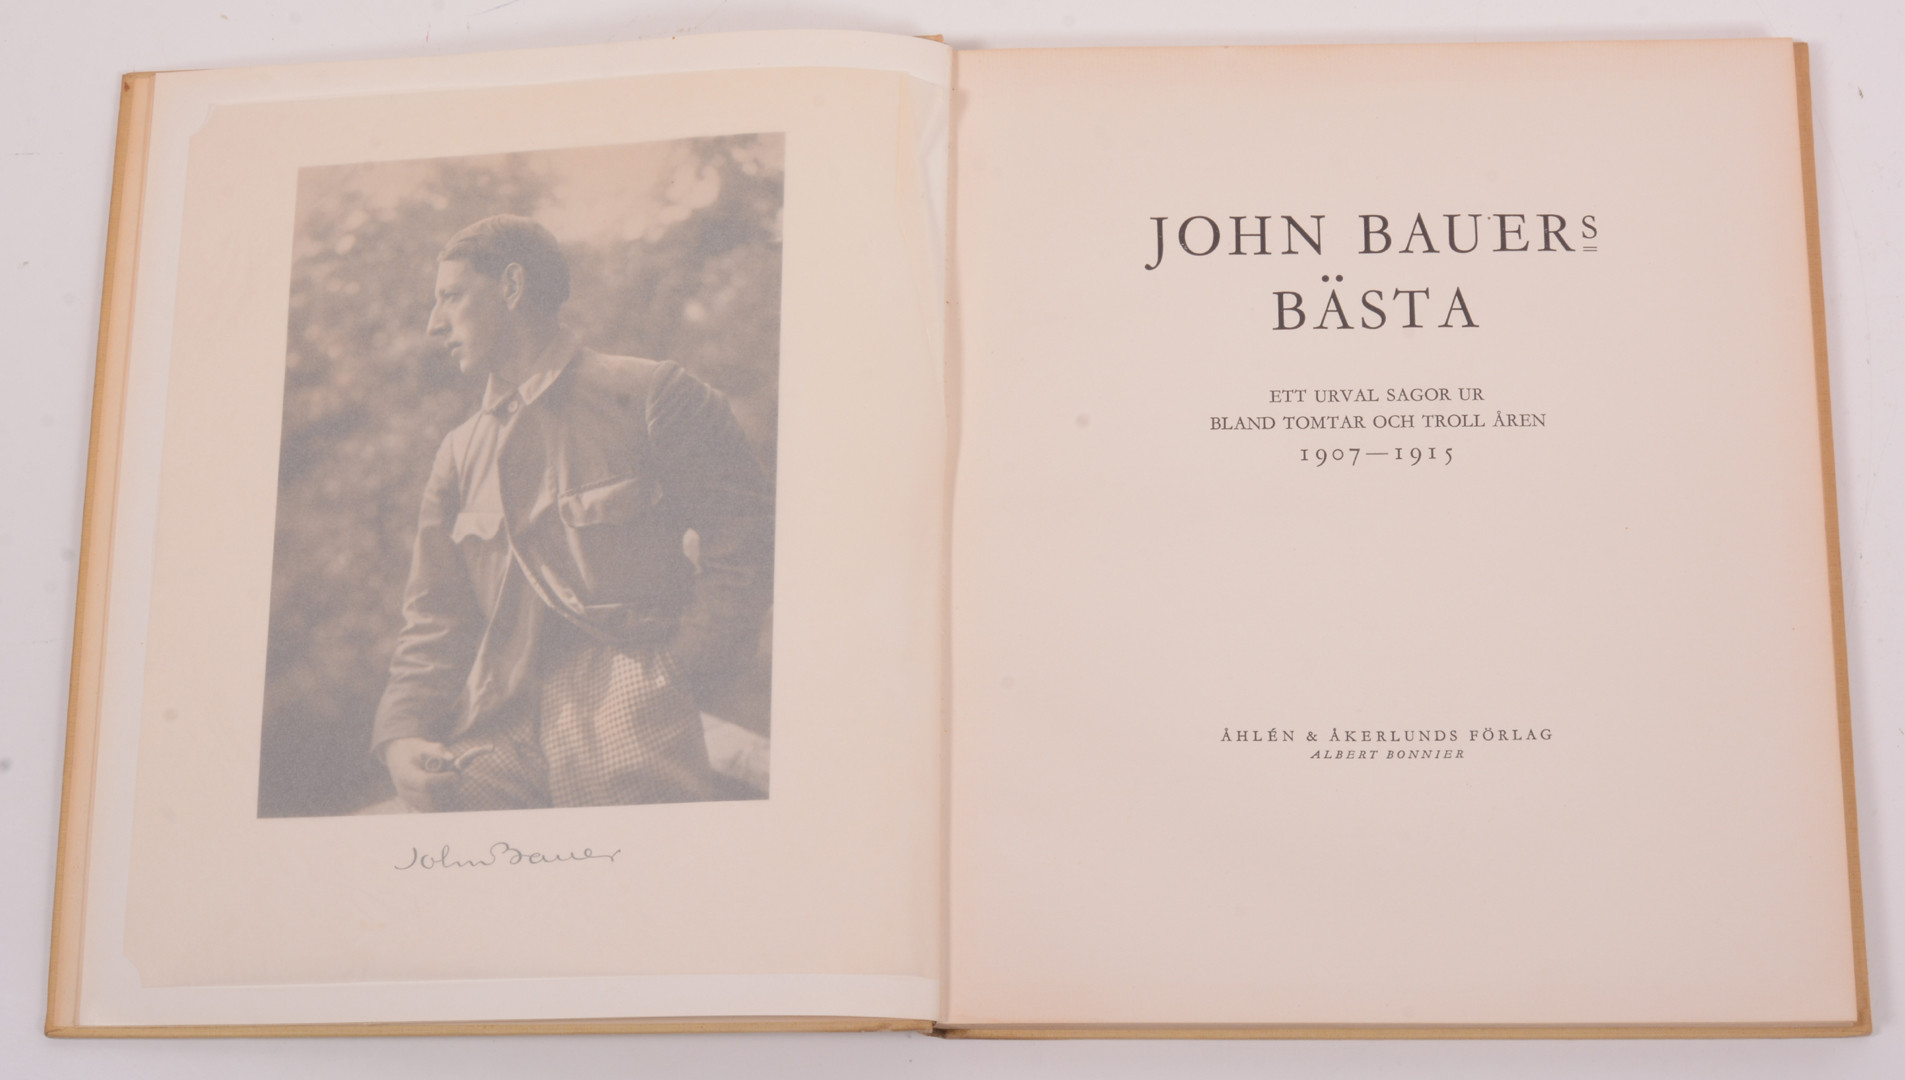 John Bauer
JOHN BAUERS
BÄSTA
ETT URVAL SAGOR UR
BLAND TOMTAR OCH TROLL ÅREN
1907—1915
ÅHLÉN & ÅKERLUNDS FÖRLAG
ALBERT BONNIER